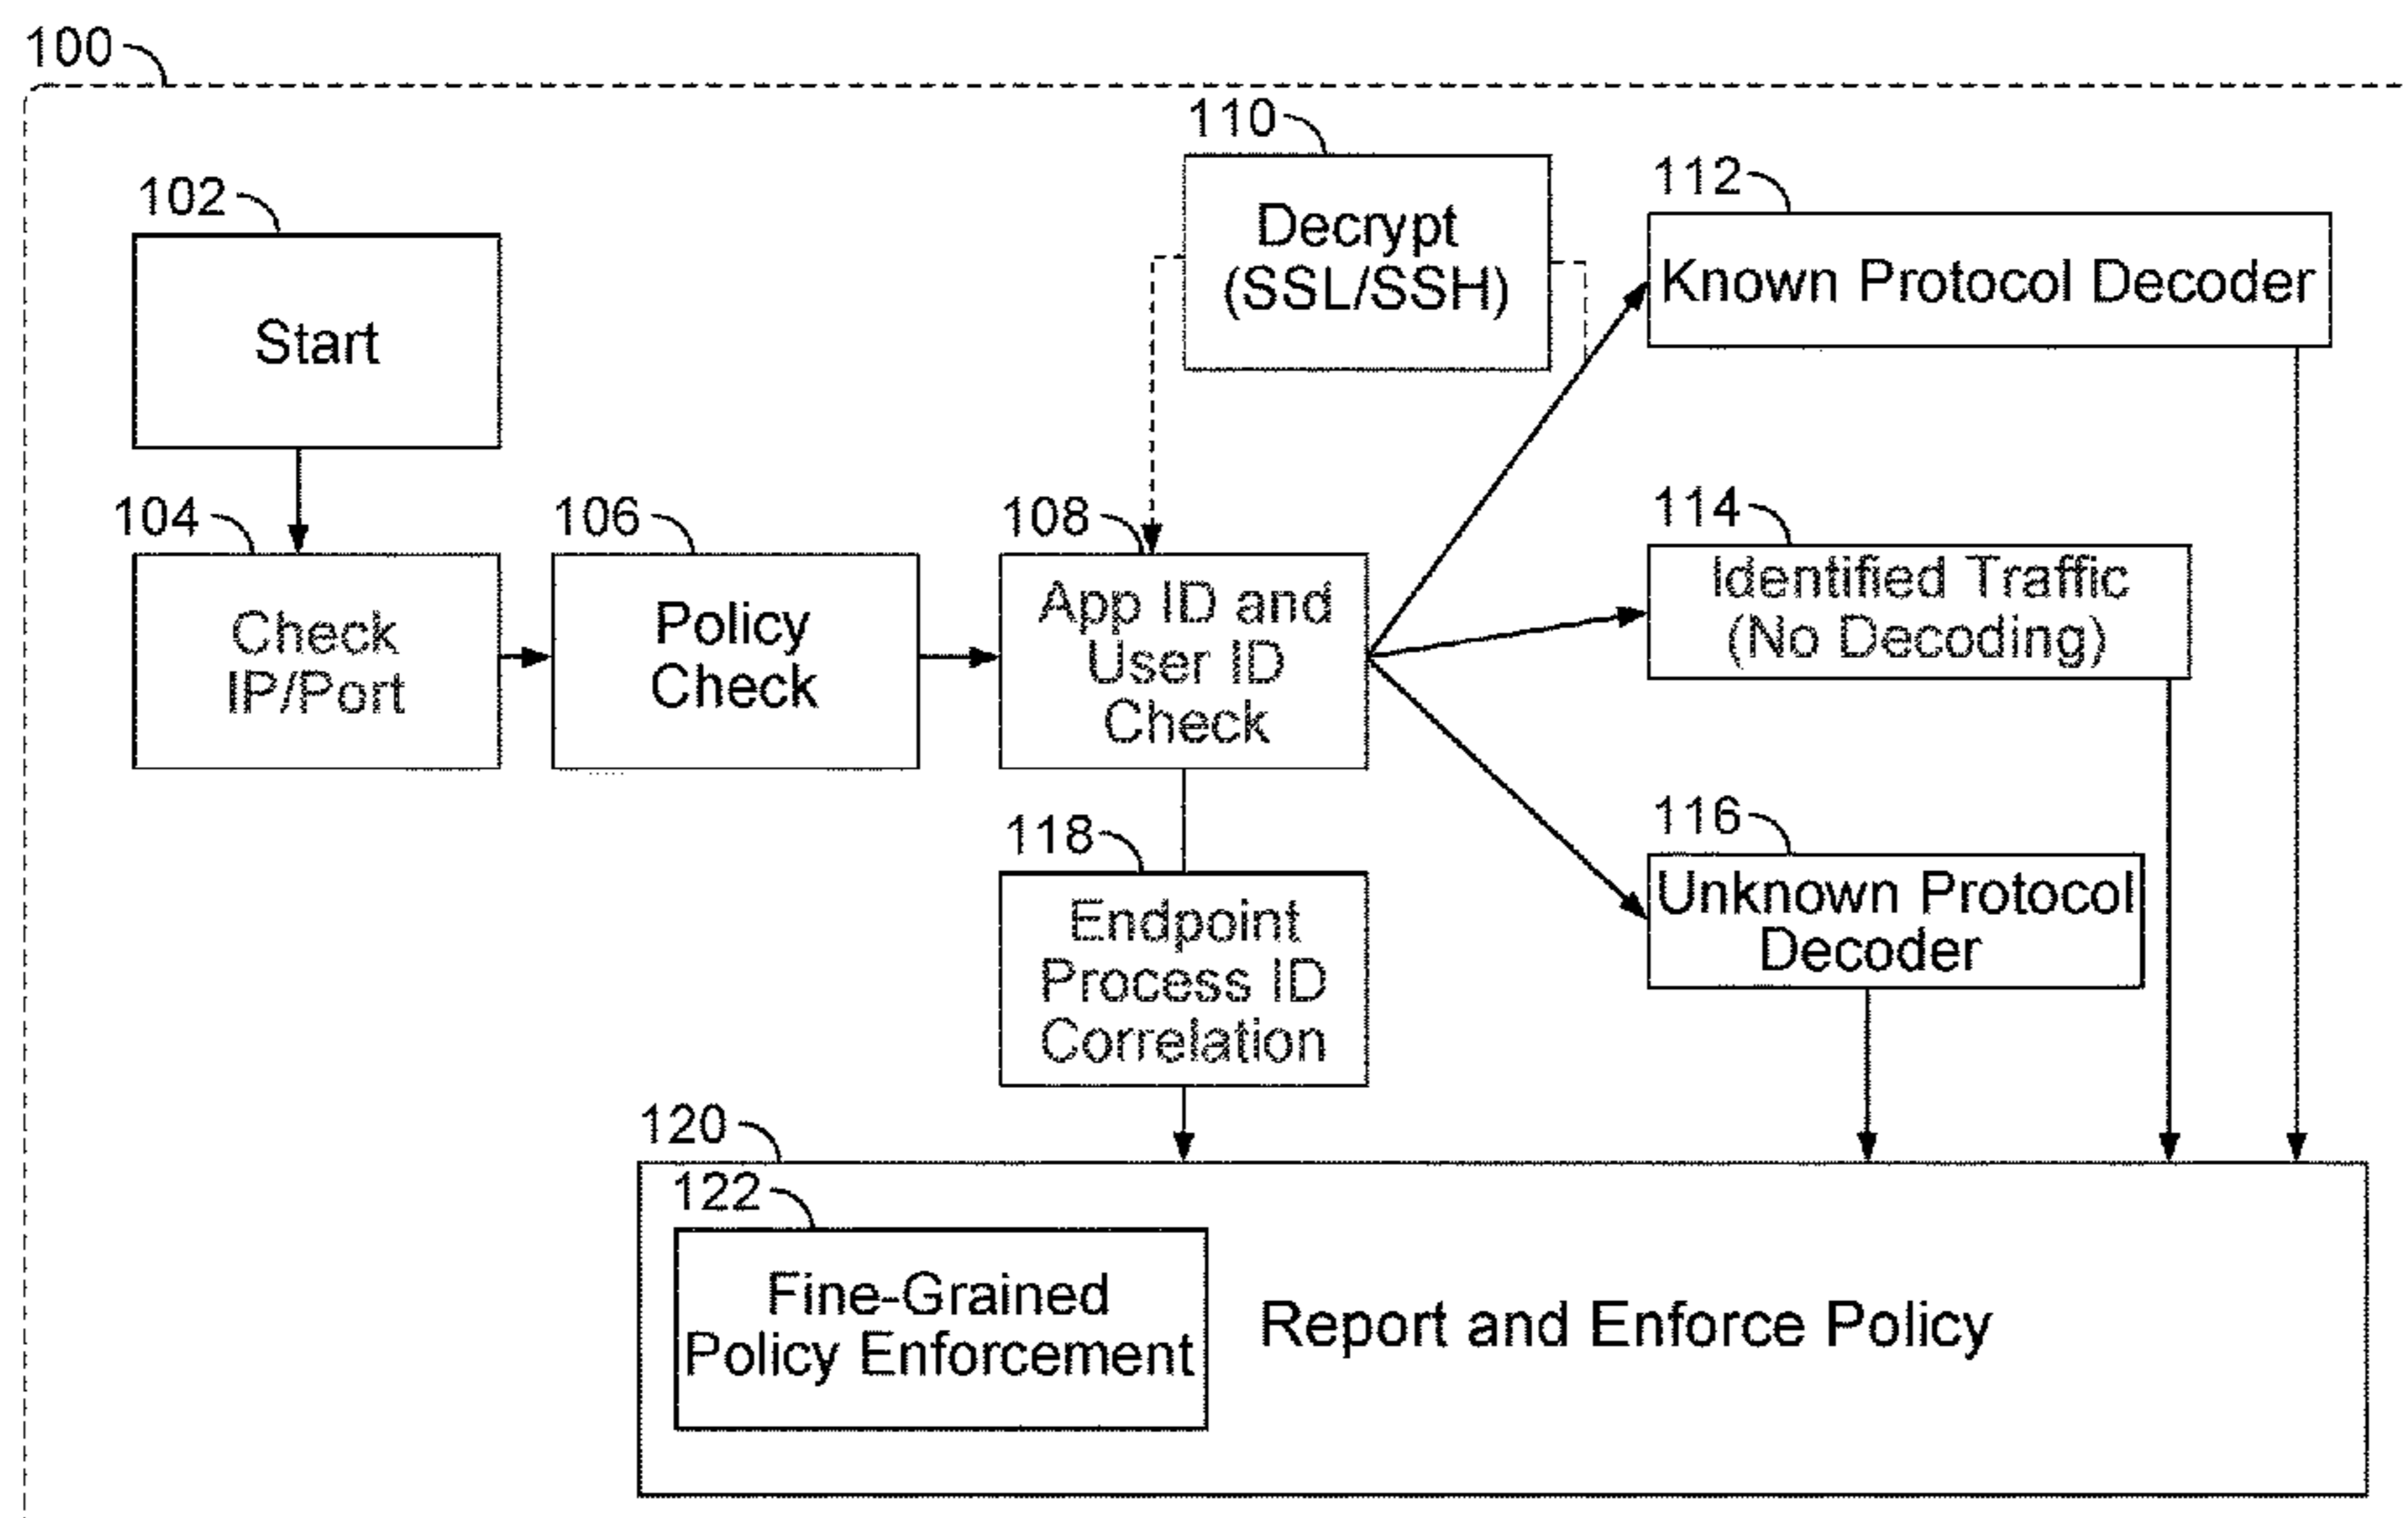 100
110
Decrypt
(SSL/SSH)
112
Known Protocol Decoder
102
Start
104
Check
IP/Port
106
Policy
Check
108
App ID and
User ID
Check
114
Identified Traffic
(No Decoding)
116
Unknown Protocol
Decoder
118
Endpoint
Process ID
Correlation
120
122
Fine-Grained
Policy Enforcement
Report and Enforce Policy